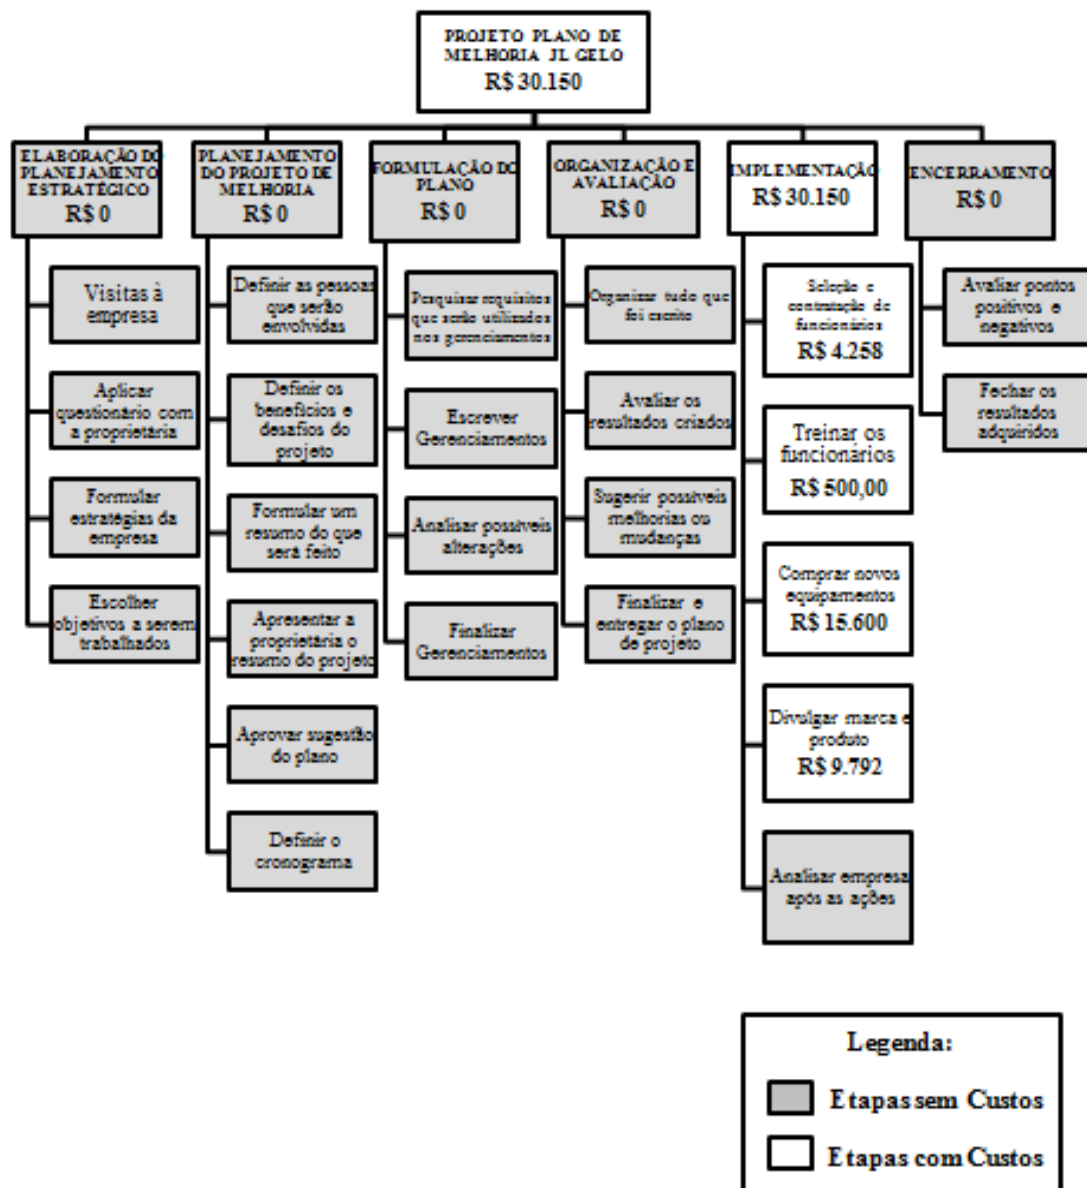 PROJETO PLANO DE
MELHORIA JL GELO
R$ 30.150
ELABORAÇÃO DO
PLANEJAMENTO
ESTRATÉGICO
R$ 0
PLANEJAMENTO
DO PROJETO DE
MELHORIA
R$ 0
FORMULAÇÃO DO
PLANO
R$ 0
ORGANIZAÇÃO E
AVALIAÇÃO
R$ 0
IMPLEMENTAÇÃO
R$ 30.150
ENCERRAMENTO
R$ 0
Visitas à
empresa
Aplicar
questionário com
a proprietária
Formular
estratégias da
empresa
Escolher
objetivos a serem
trabalhados
Definir as pessoas
que serão
envolvidas
Definir os
benefícios e
desafios do
projeto
Formular um
resumo do que
será feito
Apresentar a
proprietária o
resumo do projeto
Aprovar sugestão
do plano
Definir o
cronograma
Pesquisar requisitos
que serão utilizados
nos gerenciamentos
Escrever
Gerenciamentos
Analisar possíveis
alterações
Finalizar
Gerenciamentos
Organizar tudo que
foi escrito
Avaliar os
resultados criados
Sugerir possíveis
melhorias ou
mudanças
Finalizar e
entregar o plano
de projeto
Seleção e
contratação de
funcionários
R$ 4.258
Treinar os
funcionários
R$ 500,00
Comprar novos
equipamentos
R$ 15.600
Divulgar marca e
produto
R$ 9.792
Analisar empresa
após as ações
Avaliar pontos
positivos e
negativos
Fechar os
resultados
adquiridos
Legenda:
Etapas sem Custos
Etapas com Custos